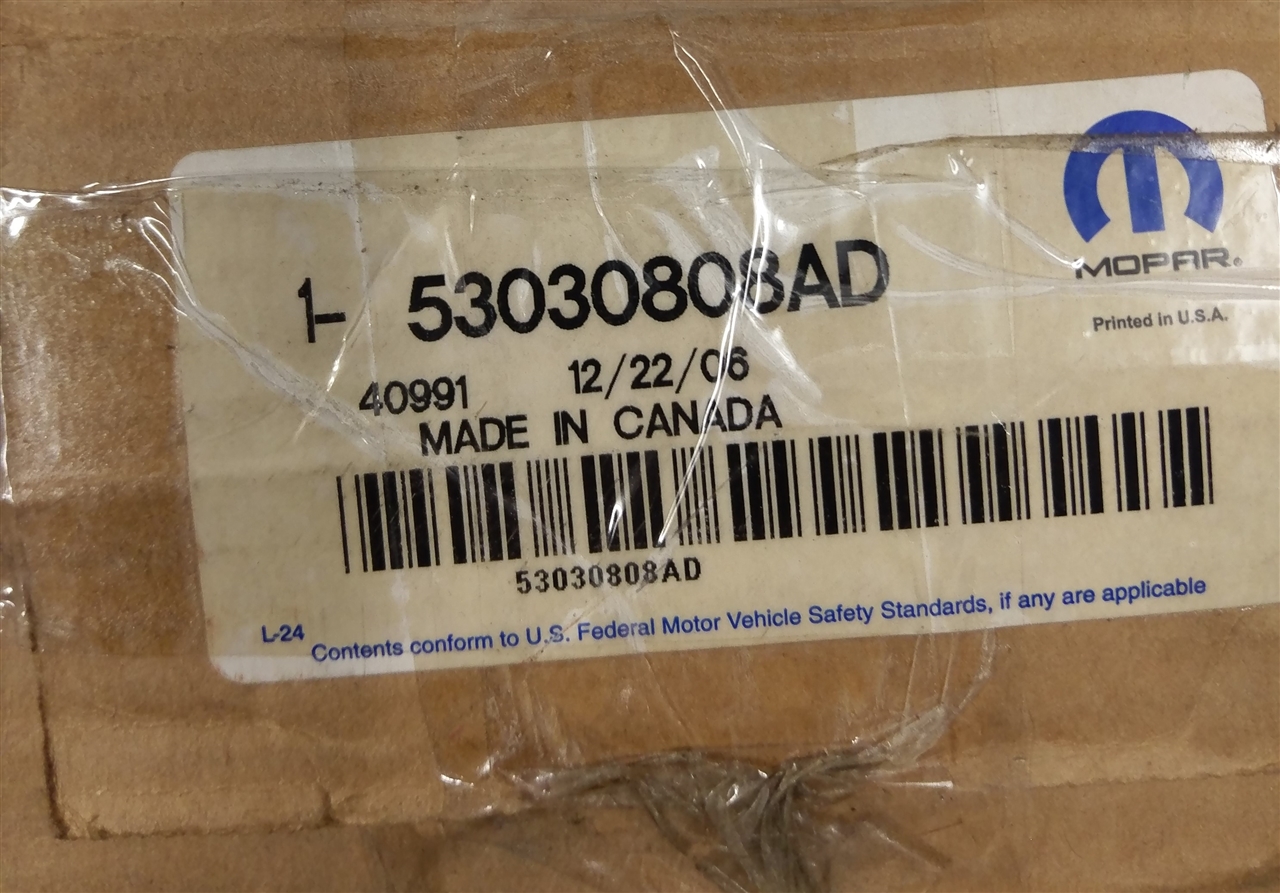 MOPAR®
Printed in U.S.A.
1- 53030808AD
40991 12/22/06
MADE IN CANADA
53030808AD
L-24 Contents conform to U.S. Federal Motor Vehicle Safety Standards, if any are applicable